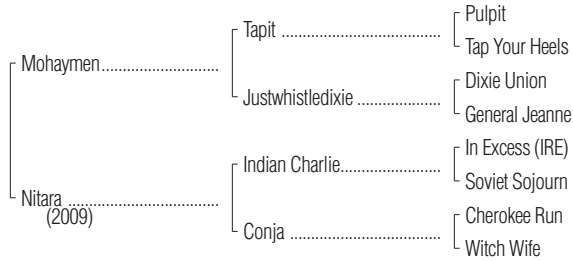 Pulpit
Tapit ................................................
Tap Your Heels
Mohaymen...................................
Dixie Union
Justwhistledixie .........................
General Jeanne
In Excess (IRE)
Indian Charlie..............................
Soviet Sojourn
Nitara .............................................
(2009)
Cherokee Run
Conja .............................................
Witch Wife